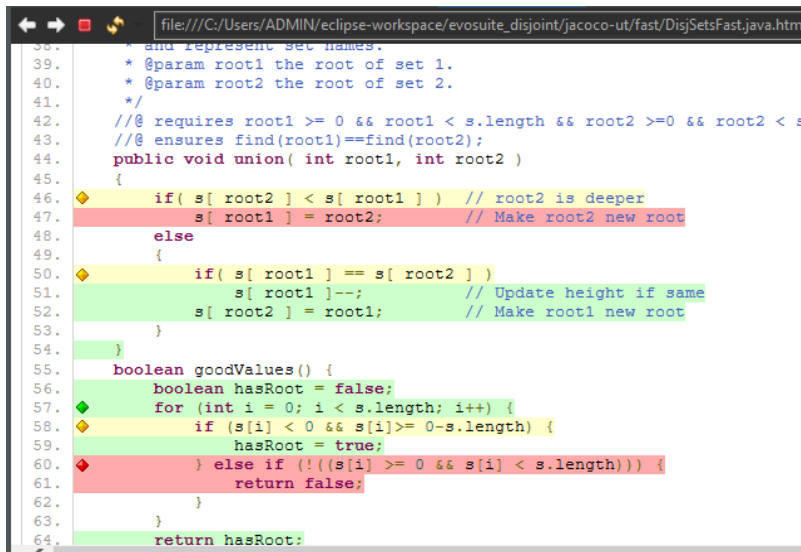 file:///C:/Users/ADMIN/eclipse-workspace/evosuite_disjoint/jacoco-ut/fast/DisjSetsFast.java.htm
38. * and represent set names.
39. * @param root1 the root of set 1.
40. * @param root2 the root of set 2.
41. */
42. //@ requires root1 >= 0 && root1 < s.length && root2 >=0 && root2 < s
43. //@ ensures find(root1)==find(root2);
44. public void union( int root1, int root2 )
45. {
46. if( s[ root2 ] < s[ root1 ] ) // root2 is deeper
47. s[ root1 ] = root2; // Make root2 new root
48. else
49. {
50. if( s[ root1 ] == s[ root2 ] )
51. s[ root1 ]--; // Update height if same
52. s[ root2 ] = root1; // Make root1 new root
53. }
54. }
55. boolean goodValues() {
56. boolean hasRoot = false;
57. for (int i = 0; i < s.length; i++) {
58. if (s[i] < 0 && s[i]>= 0-s.length) {
59. hasRoot = true;
60. } else if (!((s[i] >= 0 && s[i] < s.length))) {
61. return false;
62. }
63. }
64. return hasRoot;